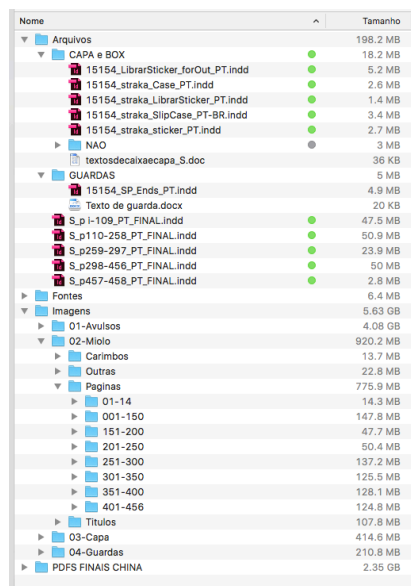 Nome Tamanho
Arquivos 198.2 MB
CAPA e BOX 18.2 MB
15154_LibrarSticker_forOut_PT.indd 5.2 MB
15154_straka_Case_PT.indd 2.6 MB
15154_straka_LibrarSticker_PT.indd 1.4 MB
15154_straka_SlipCase_PT-BR.indd 3.4 MB
15154_straka_sticker_PT.indd 2.7 MB
NAO 3 MB
textosdecaixaecapa_S.doc 36 KB
GUARDAS 5 MB
15154_SP_Ends_PT.indd 4.9 MB
Texto de guarda.docx 20 KB
S_p i-109_PT_FINAL.indd 47.5 MB
S_p110-258_PT_FINAL.indd 50.9 MB
S_p259-297_PT_FINAL.indd 23.9 MB
S_p298-456_PT_FINAL.indd 50 MB
S_p457-458_PT_FINAL.indd 2.8 MB
Fontes 6.4 MB
Imagens 5.63 GB
01-Avulsos 4.08 GB
02-Miolo 920.2 MB
Carimbos 13.7 MB
Outras 22.8 MB
Paginas 775.9 MB
01-14 14.3 MB
001-150 147.8 MB
151-200 47.7 MB
201-250 50.4 MB
251-300 137.2 MB
301-350 125.5 MB
351-400 128.1 MB
401-456 124.8 MB
Titulos 107.8 MB
03-Capa 414.6 MB
04-Guardas 210.8 MB
PDFS FINAIS CHINA 2.35 GB